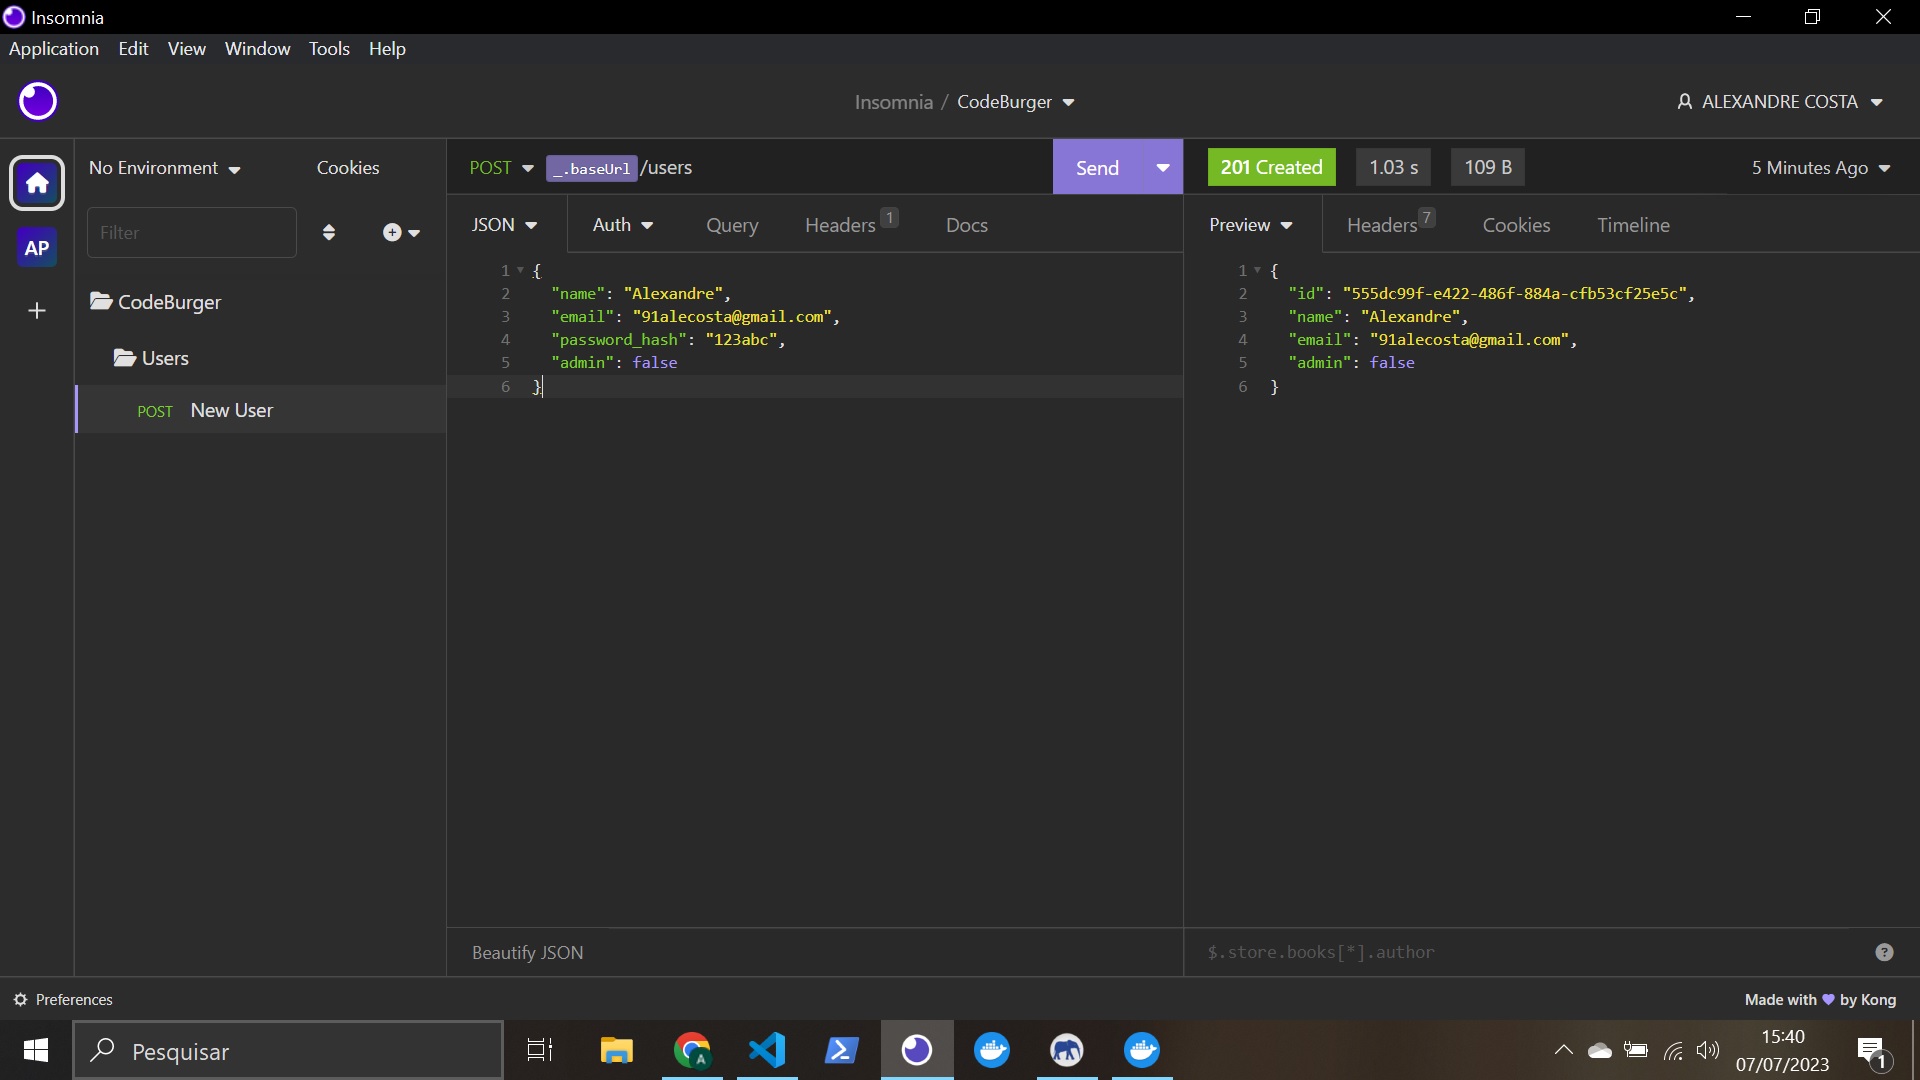 Insomnia
Application Edit View Window Tools Help
Insomnia / CodeBurger
ALEXANDRE COSTA
No Environment Cookies
POST _.baseUrl /users
Send
201 Created 1.03 s 109 B
5 Minutes Ago
Filter
AP
JSON Auth Query Headers 1 Docs
Preview Headers 7 Cookies Timeline
CodeBurger
Users
POST New User
1 {
2 "name": "Alexandre",
3 "email": "91alecosta@gmail.com",
4 "password_hash": "123abc",
5 "admin": false
6 }
1 {
2 "id": "555dc99f-e422-486f-884a-cfb53cf25e5c",
3 "name": "Alexandre",
4 "email": "91alecosta@gmail.com",
5 "admin": false
6 }
Beautify JSON
$.store.books[*].author
?
Preferences
Made with by Kong
Pesquisar
A
15:40
07/07/2023
1